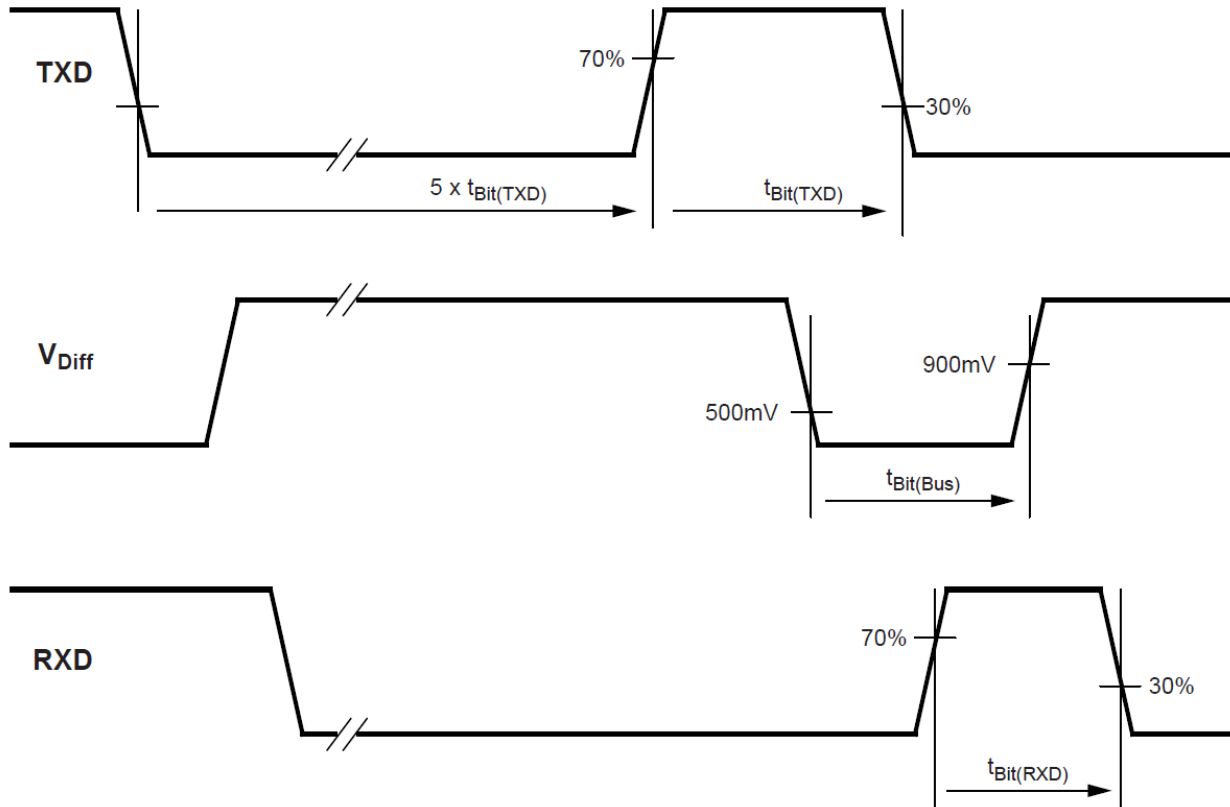 TXD
70%
30%
5 x tBit(TXD)
tBit(TXD)
VDiff
900mV
500mV
tBit(Bus)
RXD
70%
30%
tBit(RXD)